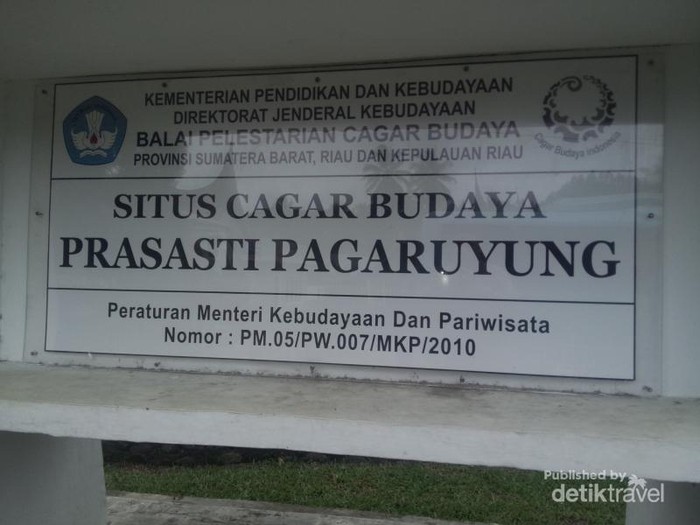 KEMENTERIAN PENDIDIKAN DAN KEBUDAYAAN
DIREKTORAT JENDERAL KEBUDAYAAN
BALAI PELESTARIAN CAGAR BUDAYA
PROVINSI SUMATERA BARAT, RIAU DAN KEPULAUAN RIAU
Cagar Budaya Indonesia
SITUS CAGAR BUDAYA
PRASASTI PAGARUYUNG
Peraturan Menteri Kebudayaan Dan Pariwisata
Nomor : PM.05/PW.007/MKP/2010
Published by
detiktravel